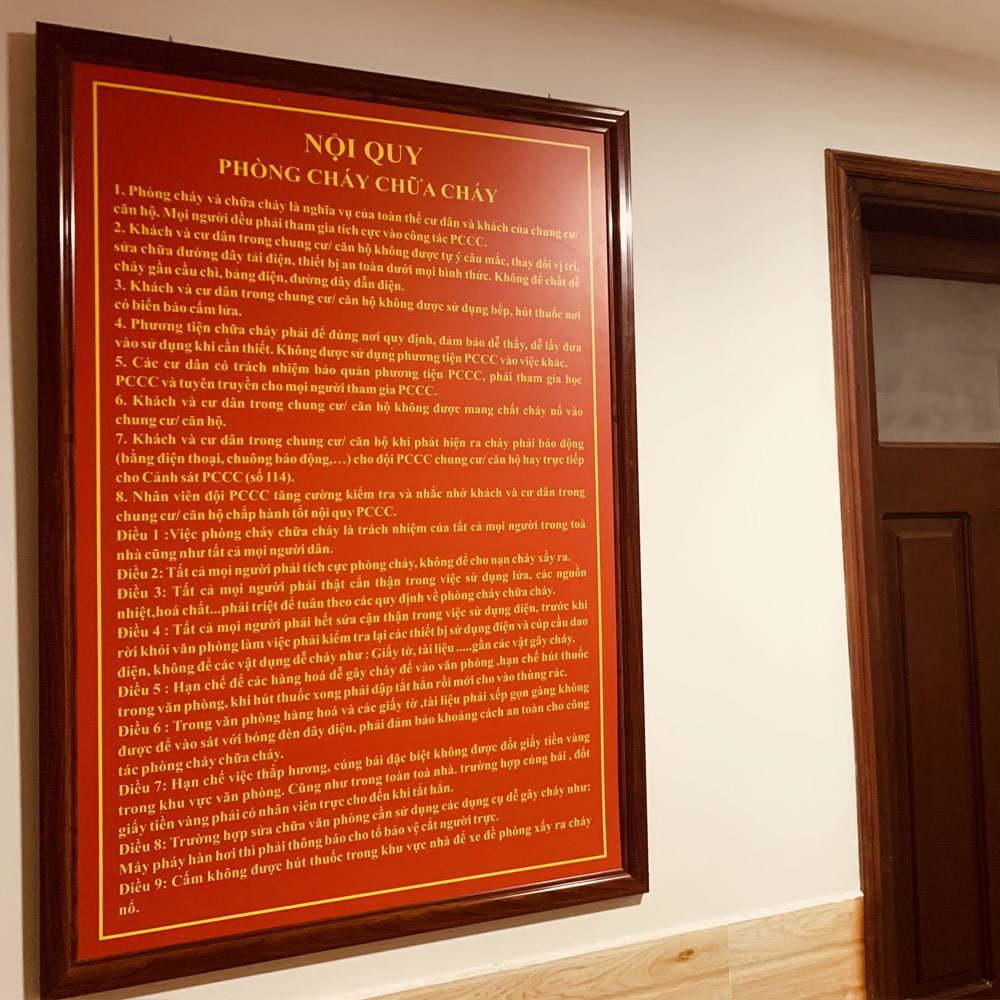 NỘI QUY
PHÒNG CHÁY CHỮA CHÁY
1. Phòng cháy và chữa cháy là nghĩa vụ của toàn thể cư dân và khách của chung cư/
căn hộ. Mọi người đều phải tham gia tích cực vào công tác PCCC.
2. Khách và cư dân trong chung cư/ căn hộ không được tự ý câu mắc, thay đổi vị trí,
sửa chữa đường dây tải điện, thiết bị an toàn dưới mọi hình thức. Không để chất dễ
cháy gần cầu chì, bảng điện, đường dây dẫn điện.
3. Khách và cư dân trong chung cư/ căn hộ không được sử dụng bếp, hút thuốc nơi
có biển báo cấm lửa.
4. Phương tiện chữa cháy phải để đúng nơi quy định, đảm bảo dễ thấy, dễ lấy đưa
vào sử dụng khi cần thiết. Không được sử dụng phương tiện PCCC vào việc khác.
5. Các cư dân có trách nhiệm bảo quản phương tiện PCCC, phải tham gia học
PCCC và tuyên truyền cho mọi người tham gia PCCC.
6. Khách và cư dân trong chung cư/ căn hộ không được mang chất cháy nổ vào
chung cư/ căn hộ.
7. Khách và cư dân trong chung cư/ căn hộ khi phát hiện ra cháy phải báo động
(bằng điện thoại, chuông báo động,…) cho đội PCCC chung cư/ căn hộ hay trực tiếp
cho Cảnh sát PCCC (số 114).
8. Nhân viên đội PCCC tăng cường kiểm tra và nhắc nhở khách và cư dân trong
chung cư/ căn hộ chấp hành tốt nội quy PCCC.
Điều 1 :Việc phòng cháy chữa cháy là trách nhiệm của tất cả mọi người trong toà
nhà cũng như tất cả mọi người dân.
Điều 2: Tất cả mọi người phải tích cực phòng cháy, không để cho nạn cháy xẩy ra.
Điều 3: Tất cả mọi người phải thật cẩn thận trong việc sử dụng lửa, các nguồn
nhiệt,hoá chất...phải triệt để tuân theo các quy định về phòng cháy chữa cháy.
Điều 4 : Tất cả mọi người phải hết sứa cận thận trong việc sử dụng điện, trước khi
rời khỏi văn phòng làm việc phải kiểm tra lại các thiết bị sử dụng điện và cúp cầu dao
điện, không để các vật dụng dễ cháy như : Giấy tờ, tài liệu .....gần các vật gây cháy.
Điều 5 : Hạn chế để các hàng hoá dễ gây cháy để vào văn phòng ,hạn chế hút thuốc
trong văn phòng, khi hút thuốc xong phải dập tắt hẳn rồi mới cho vào thùng rác.
Điều 6 : Trong văn phòng hàng hoá và các giấy tờ ,tài liệu phải xếp gọn gàng không
được để vào sát với bóng đèn dây điện, phải đảm bảo khoảng cách an toàn cho công
tác phòng cháy chữa cháy.
Điều 7: Hạn chế việc thắp hương, cúng bái đặc biệt không được đốt giấy tiền vàng
trong khu vực văn phòng. Cũng như trong toàn toà nhà. trường hợp cúng bái , đốt
giấy tiền vàng phải có nhân viên trực cho đến khi tắt hẳn.
Điều 8: Trường hợp sửa chữa văn phòng cần sử dụng các dụng cụ dễ gây cháy như:
Máy pháy hàn hơi thì phải thông báo cho tổ bảo vệ cắt người trực.
Điều 9: Cấm không được hút thuốc trong khu vực nhà để xe đề phòng xẩy ra cháy
nổ.